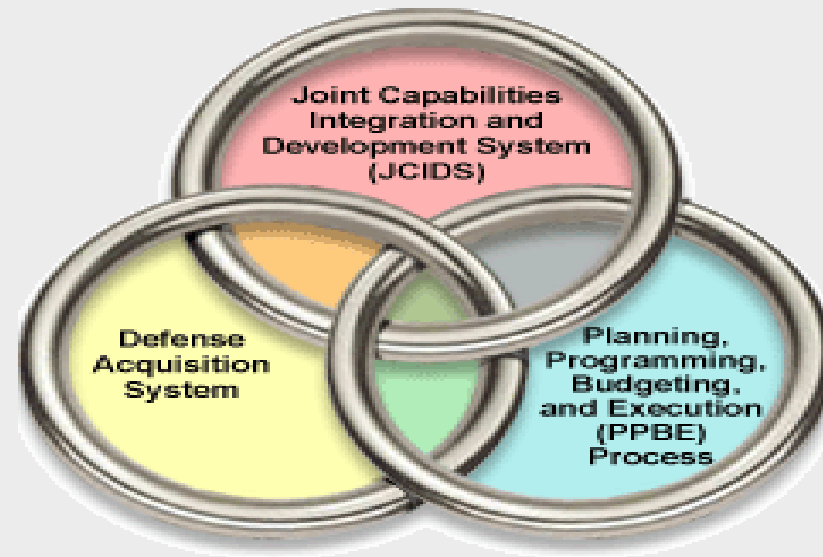 Joint Capabilities
Integration and
Development System
(JCIDS)
Defense
Acquisition
System
Planning,
Programming,
Budgeting,
and Execution
(PPBE)
Process